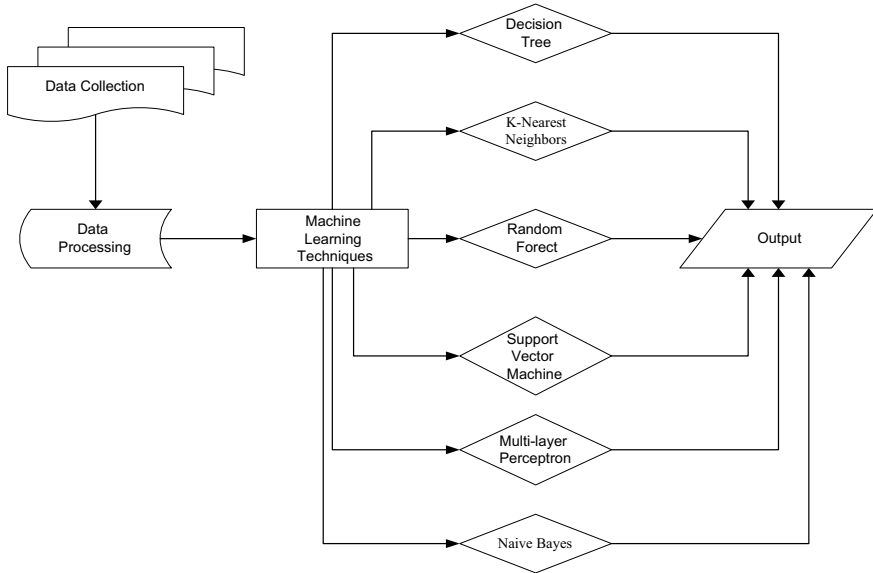 Data Collection
Data
Processing
Machine
Learning
Techniques
Decision
Tree
K-Nearest
Neighbors
Random
Forect
Support
Vector
Machine
Multi-layer
Perceptron
Naive Bayes
Output